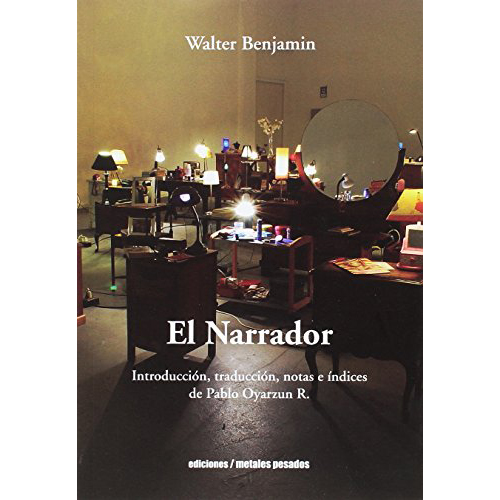 Walter Benjamin
El Narrador
Introducción, traducción, notas e índices
de Pablo Oyarzun R.
ediciones / metales pesados